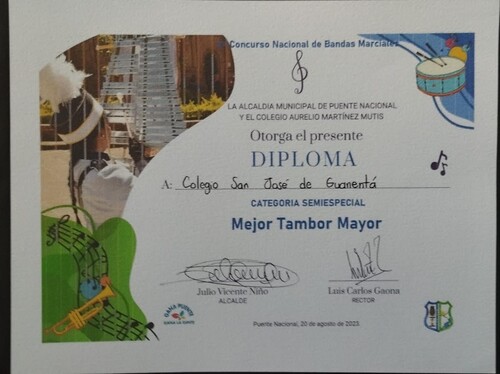 Concurso Nacional de Bandas Marciales
LA ALCALDIA MUNICIPAL DE PUENTE NACIONAL
Y EL COLEGIO AURELIO MARTÍNEZ MUTIS
Otorga el presente
DIPLOMA
A: Colegio San José de Guanentá
CATEGORIA SEMIESPECIAL
Mejor Tambor Mayor
Julio Vicente Niño
ALCALDE
Luis Carlos Gaona
RECTOR
Puente Nacional, 20 de agosto de 2023.